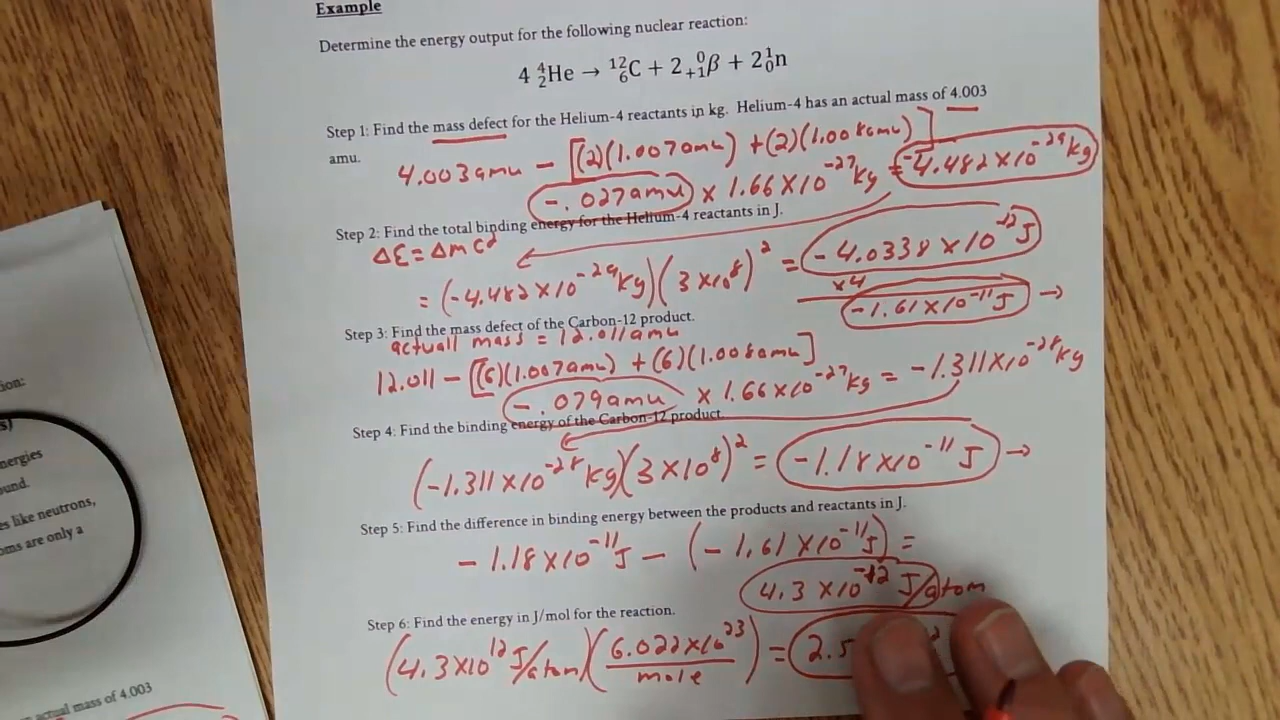 Example
Determine the energy output for the following nuclear reaction:
4 ⁴₂He → ¹²₆C + 2 ⁰₊₁β + 2 ¹₀n
Step 1: Find the mass defect for the Helium-4 reactants in kg. Helium-4 has an actual mass of 4.003
amu.
4.003amu - [(2)(1.0070mu) + (2)(1.008amu)]
-.027amu × 1.66×10⁻²⁷kg = -4.482×10⁻²⁹kg
Step 2: Find the total binding energy for the Helium-4 reactants in J.
ΔE = Δmc²
= (-4.482×10⁻²⁹kg)(3×10⁸)² = -4.0338×10⁻¹²J
×4
-1.61×10⁻¹¹J →
Step 3: Find the mass defect of the Carbon-12 product.
actuall mass = 12.011amu
12.011 - [(6)(1.007amu) + (6)(1.008amu]
-.079amu × 1.66×10⁻²⁷kg = -1.311×10⁻²⁸kg
Step 4: Find the binding energy of the Carbon-12 product.
(-1.311×10⁻²⁸kg)(3×10⁸)² = -1.18×10⁻¹¹J →
Step 5: Find the difference in binding energy between the products and reactants in J.
-1.18×10⁻¹¹J - (-1.61×10⁻¹¹J) =
4.3×10⁻¹² J/atom
Step 6: Find the energy in J/mol for the reaction.
(4.3×10¹²J/atom)(6.022×10²³/mole) = 2.5
ion:
s)
nergies
ound.
es like neutrons,
oms are only a
actual mass of 4.003